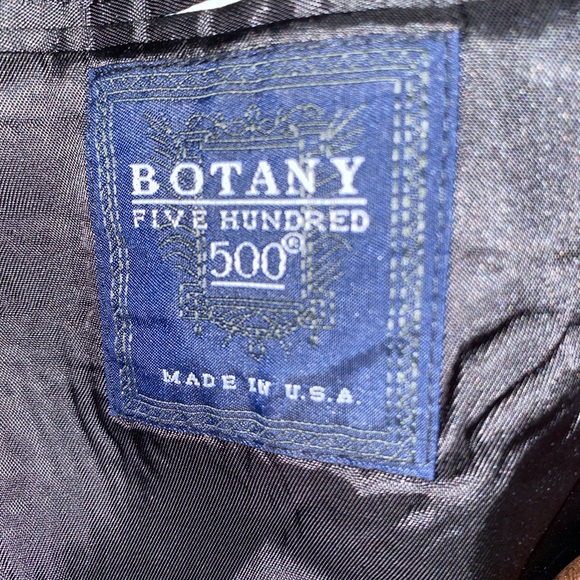 BOTANY
FIVE HUNDRED
500®
MADE IN U.S.A.